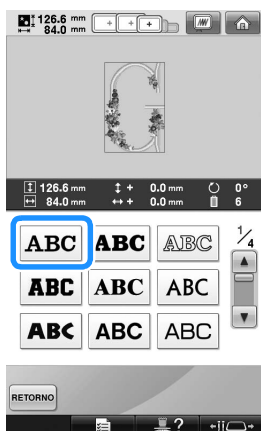 126.6 mm
84.0 mm
126.6 mm + 0.0 mm 0°
84.0 mm + 0.0 mm 6
ABC ABC ABC 1/4
ABC ABC ABC
ABC ABC ABC
RETORNO
?